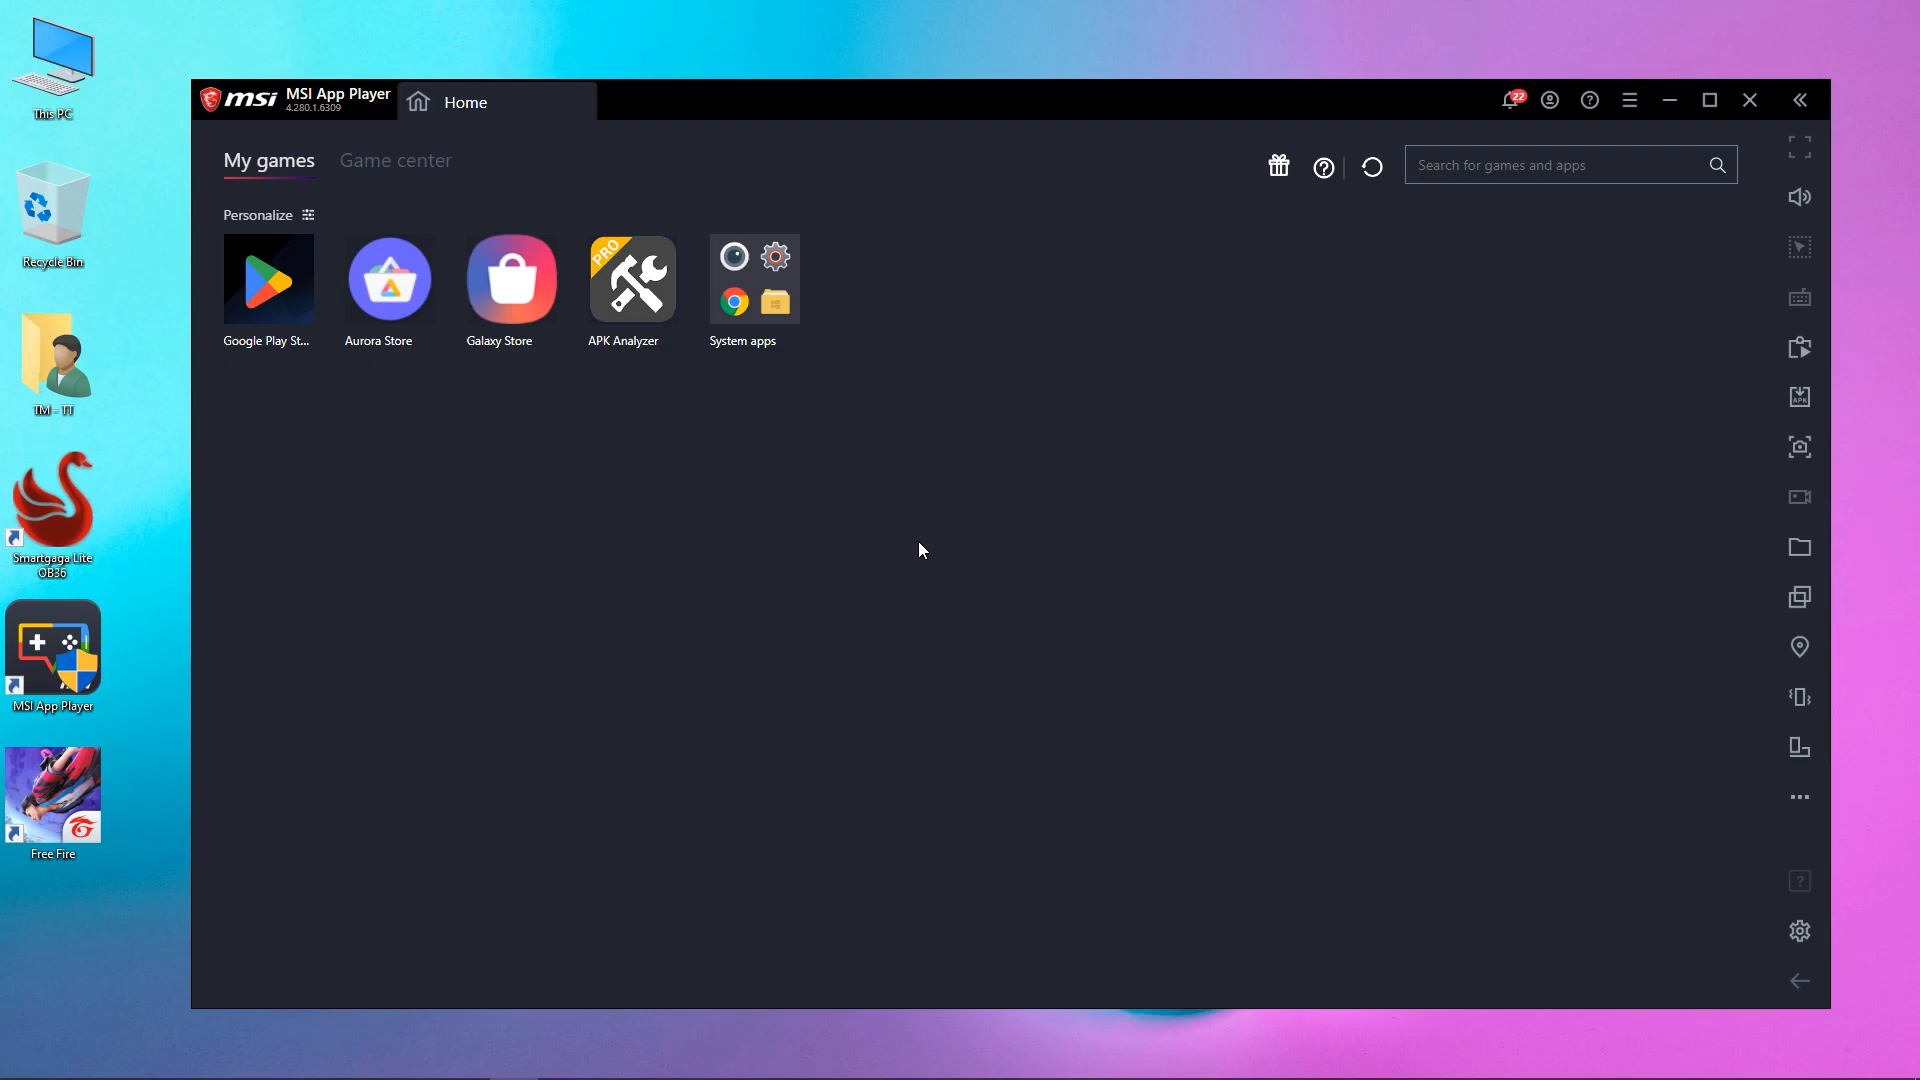 This PC
Recycle Bin
TM - TT
Smartgaga Lite
OB36
MSI App Player
Free Fire
msi
MSI App Player
4.280.1.6309
Home
22
My games
Game center
Search for games and apps
Personalize
PRO
Google Play St...
Aurora Store
Galaxy Store
APK Analyzer
System apps
APK